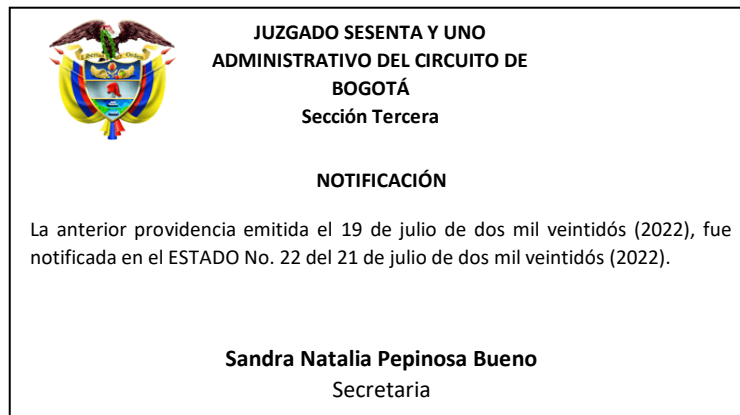 JUZGADO SESENTA Y UNO
ADMINISTRATIVO DEL CIRCUITO DE
BOGOTÁ
Sección Tercera
NOTIFICACIÓN
La anterior providencia emitida el 19 de julio de dos mil veintidós (2022), fue
notificada en el ESTADO No. 22 del 21 de julio de dos mil veintidós (2022).
Sandra Natalia Pepinosa Bueno
Secretaria